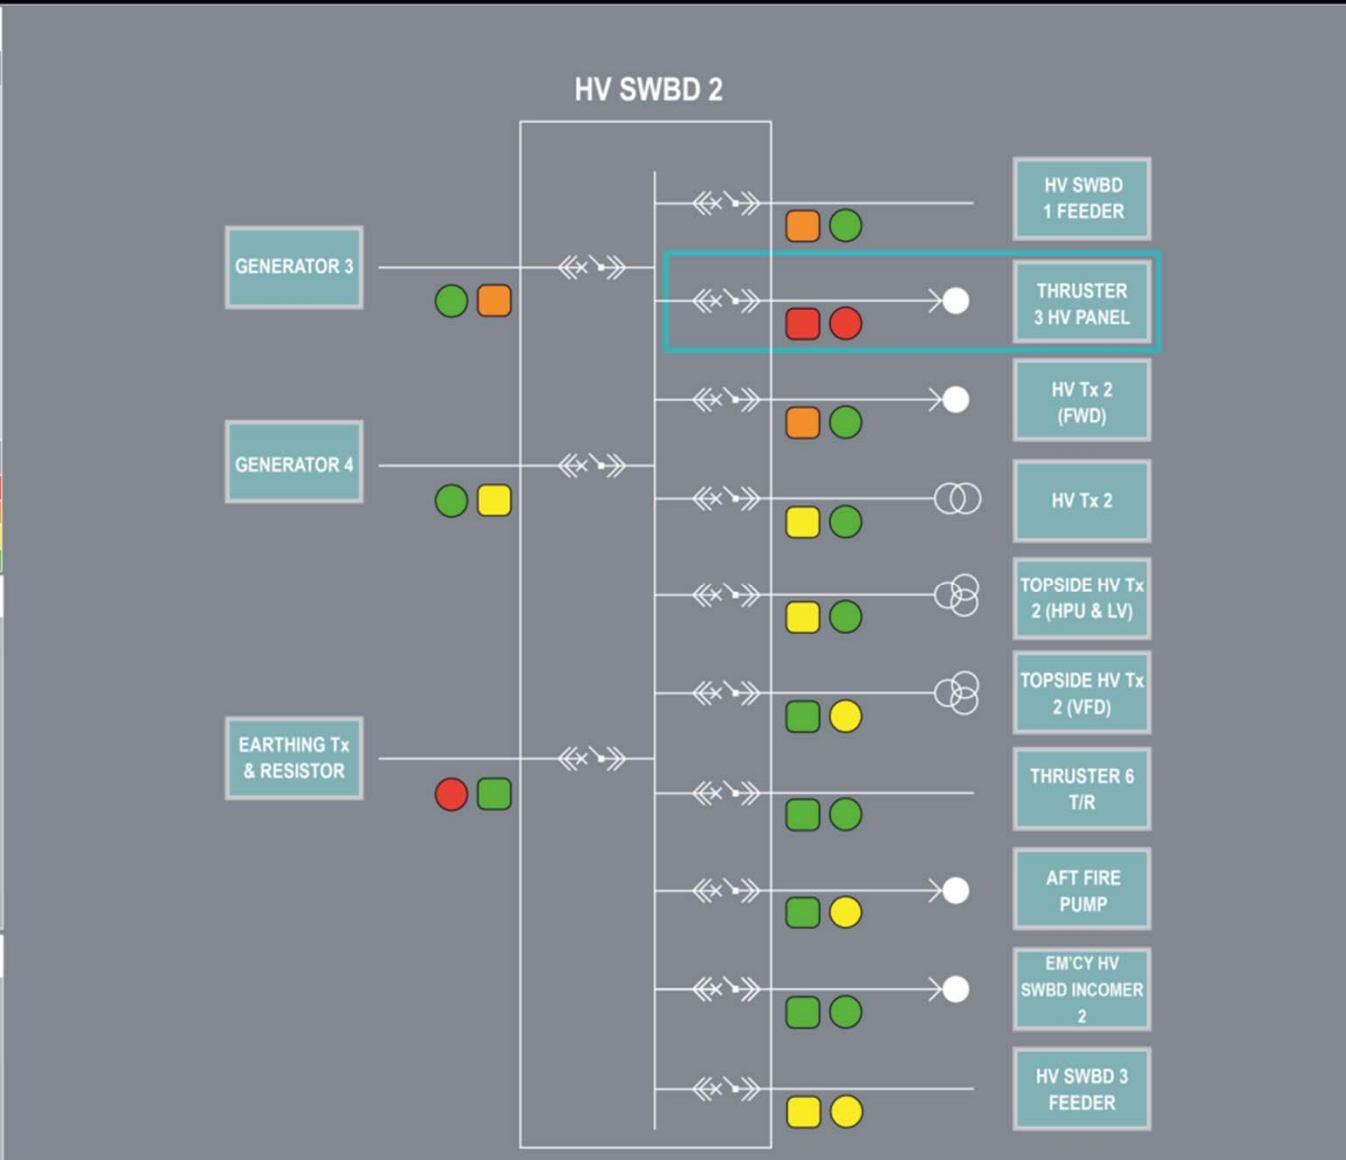 HV SWBD 2
GENERATOR 3
GENERATOR 4
EARTHING Tx
& RESISTOR
HV SWBD
1 FEEDER
THRUSTER
3 HV PANEL
HV Tx 2
(FWD)
HV Tx 2
TOPSIDE HV Tx
2 (HPU & LV)
TOPSIDE HV Tx
2 (VFD)
THRUSTER 6
T/R
AFT FIRE
PUMP
EM'CY HV
SWBD INCOMER
2
HV SWBD 3
FEEDER